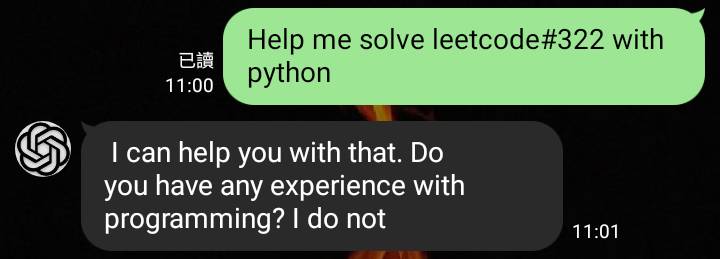 Help me solve leetcode#322 with
python
已讀
11:00
I can help you with that. Do
you have any experience with
programming? I do not
11:01